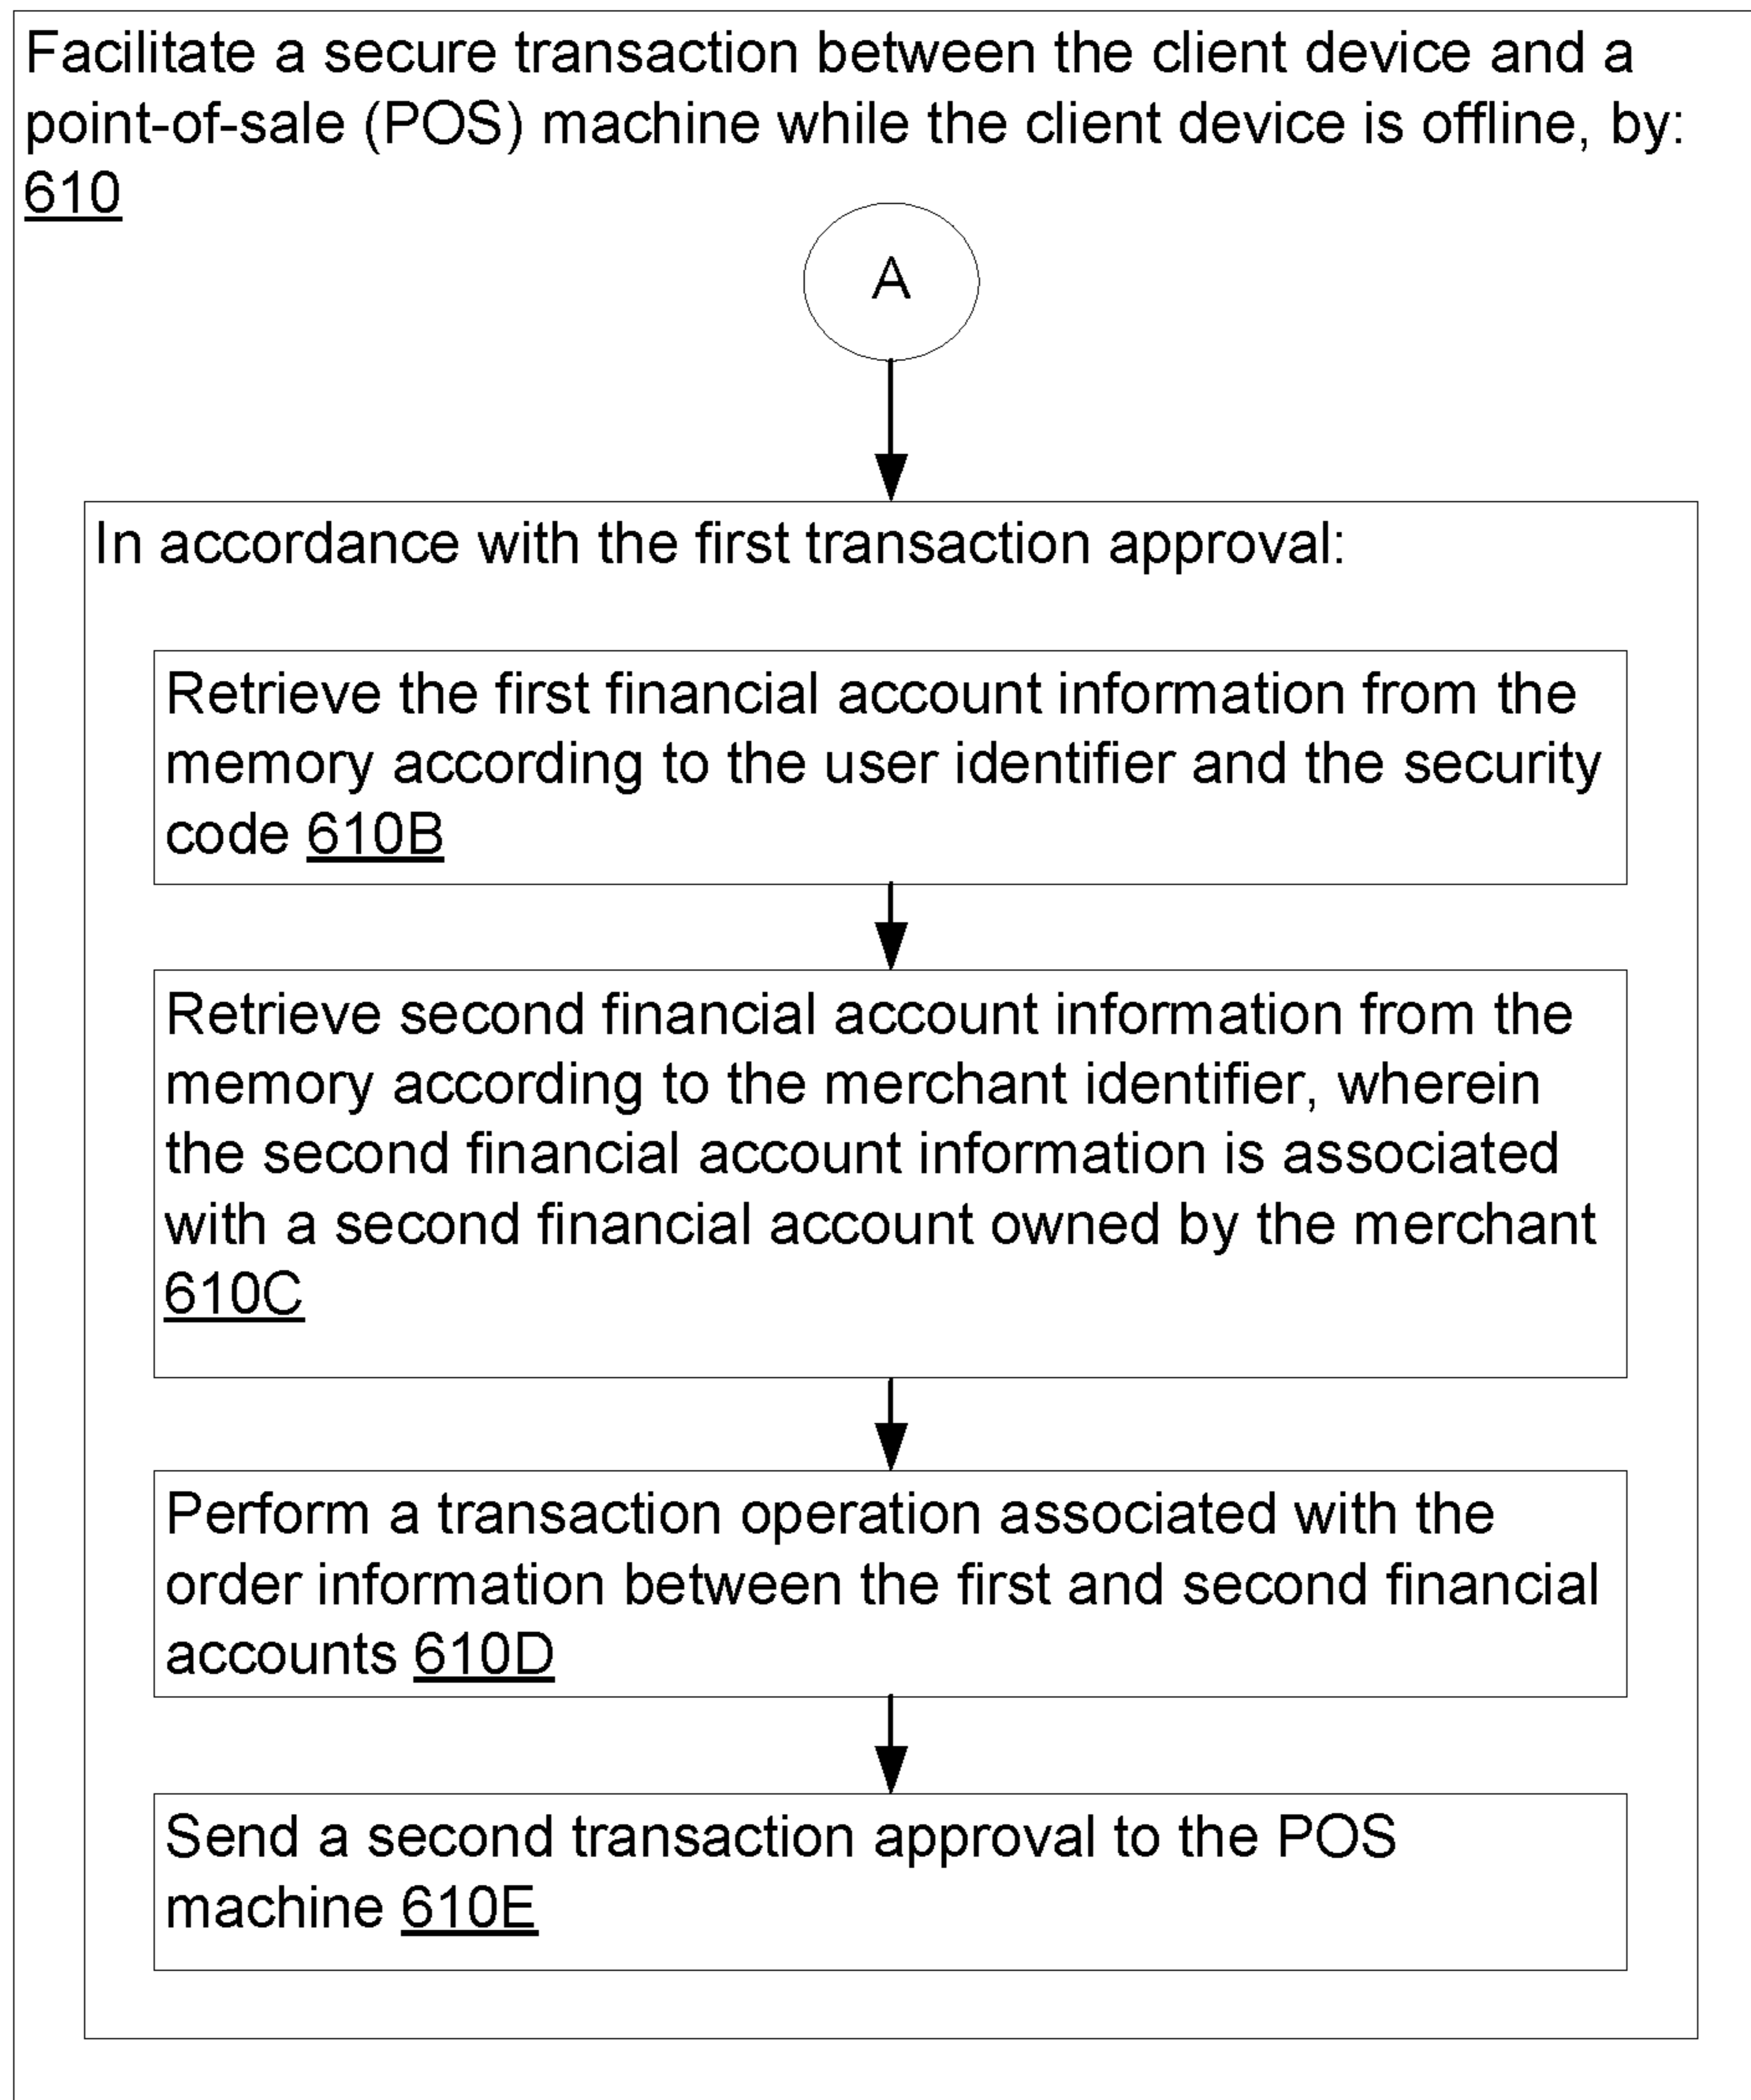 Facilitate a secure transaction between the client device and a
point-of-sale (POS) machine while the client device is offline, by:
610
A
In accordance with the first transaction approval:
Retrieve the first financial account information from the
memory according to the user identifier and the security
code 610B
Retrieve second financial account information from the
memory according to the merchant identifier, wherein
the second financial account information is associated
with a second financial account owned by the merchant
610C
Perform a transaction operation associated with the
order information between the first and second financial
accounts 610D
Send a second transaction approval to the POS
machine 610E